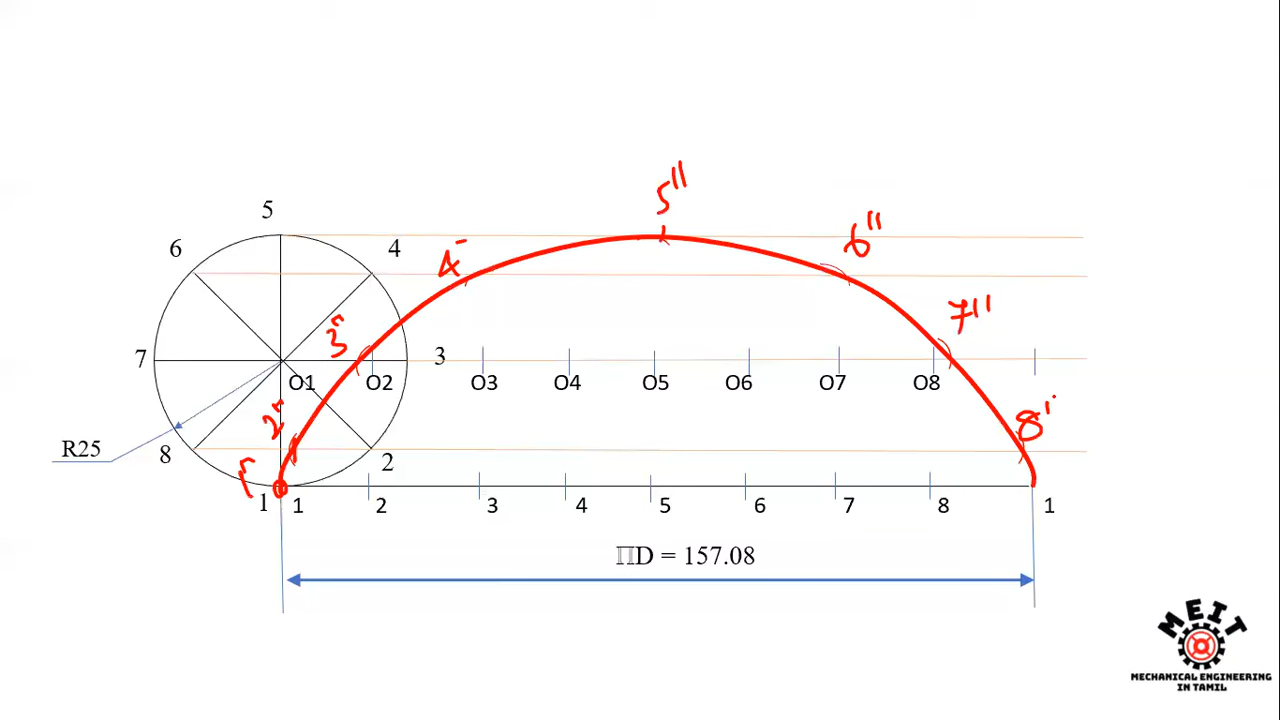 5"
5
6
4
6"
4"
7"
3"
7
3
O1
O2
O3
O4
O5
O6
O7
O8
2"
8"
R25
8
2
1
1
2
3
4
5
6
7
8
1
ΠD = 157.08
MEIT
MECHANICAL ENGINEERING
IN TAMIL